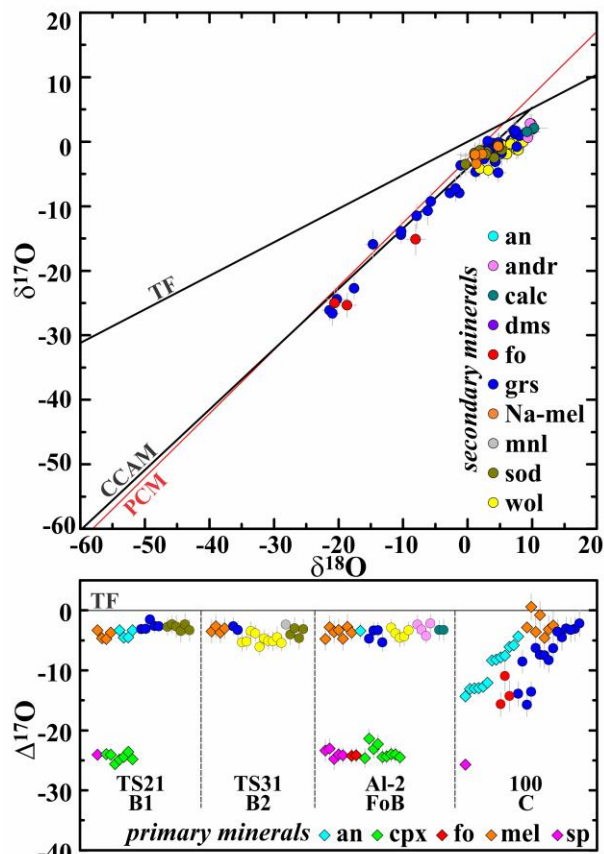 20
10
0
-10
-20
-30
-40
-50
-60
δ17O
TF
CCAM
PCM
an
andr
calc
dms
fo
grs
Na-mel
mnl
sod
wol
secondary minerals
-60 -50 -40 -30 -20 -10 0 10 20
δ18O
TF
0
-10
-20
-30
-40
Δ17O
TS21 TS31 Al-2 100
B1 B2 FoB C
primary minerals an cpx fo mel sp